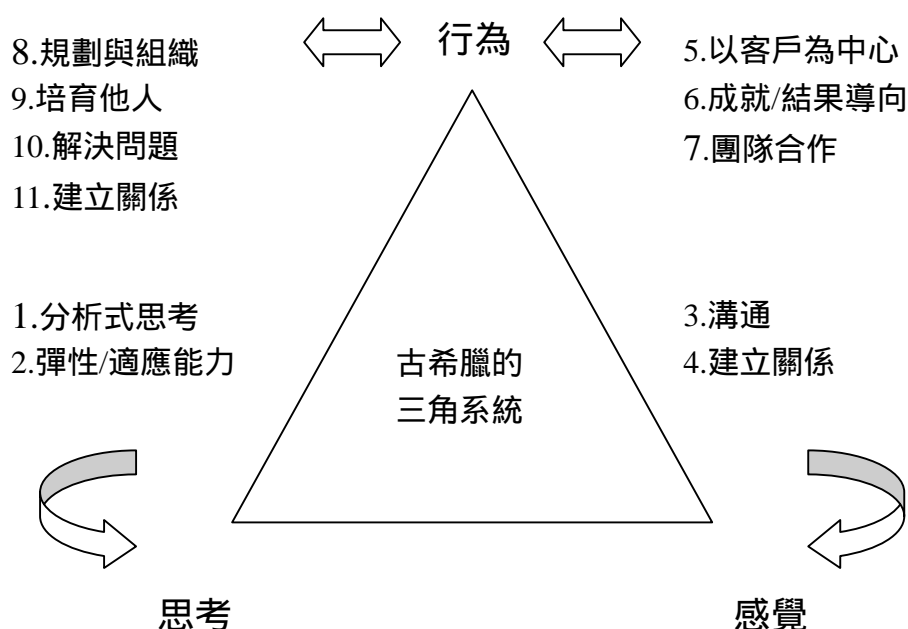 行為
8.規劃與組織
9.培育他人
10.解決問題
11.建立關係
5.以客戶為中心
6.成就/結果導向
7.團隊合作
1.分析式思考
2.彈性/適應能力
古希臘的
三角系統
3.溝通
4.建立關係
思考
感覺